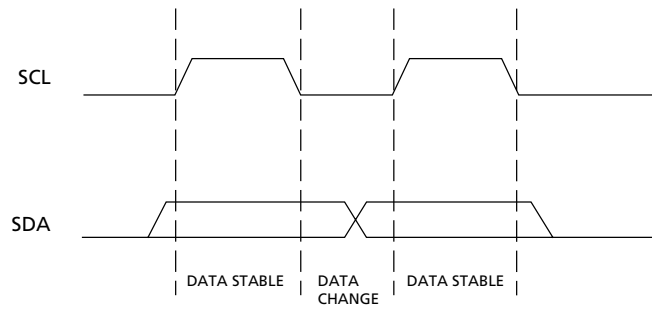 SCL
SDA
DATA STABLE
DATA
CHANGE
DATA STABLE